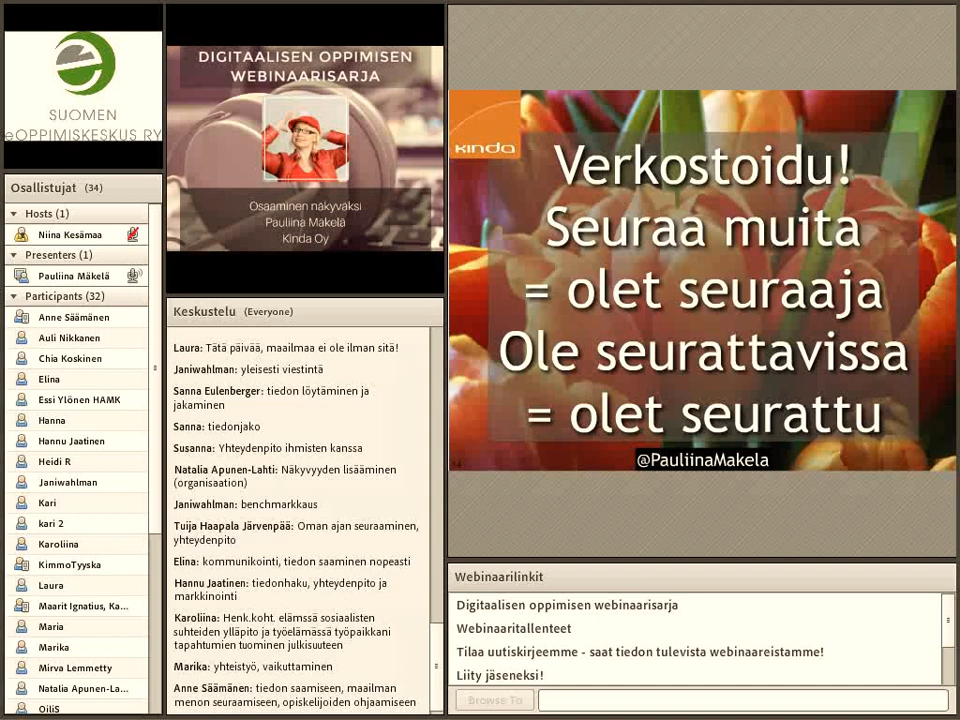 SUOMEN
eOPPIMISKESKUS RY
Osallistujat (34)
Hosts (1)
Niina Kesämaa
Presenters (1)
Pauliina Mäkelä
Participants (32)
Anne Säämänen
Auli Nikkanen
Chia Koskinen
Elina
Essi Ylönen HAMK
Hanna
Hannu Jaatinen
Heidi R
Janiwahlman
Kari
kari 2
Karoliina
KimmoTyyska
Laura
Maarit Ignatius, Ka...
Maria
Marika
Mirva Lemmetty
Natalia Apunen-La...
OiliS
DIGITAALISEN OPPIMISEN
WEBINAARISARJA
Osaaminen näkyväksi
Pauliina Mäkelä
Kinda Oy
Keskustelu (Everyone)
Laura: Tätä päivää, maailmaa ei ole ilman sitä!
Janiwahlman: yleisesti viestintä
Sanna Eulenberger: tiedon löytäminen ja
jakaminen
Sanna: tiedonjako
Susanna: Yhteydenpito ihmisten kanssa
Natalia Apunen-Lahti: Näkyvyyden lisääminen
(organisaation)
Janiwahlman: benchmarkkaus
Tuija Haapala Järvenpää: Oman ajan seuraaminen,
yhteydenpito
Elina: kommunikointi, tiedon saaminen nopeasti
Hannu Jaatinen: tiedonhaku, yhteydenpito ja
markkinointi
Karoliina: Henk.koht. elämssä sosiaalisten
suhteiden ylläpito ja työelämässä työpaikkani
tapahtumien tuominen julkisuuteen
Marika: yhteistyö, vaikuttaminen
Anne Säämänen: tiedon saamiseen, maailman
menon seuraamiseen, opiskelijoiden ohjaamiseen
kinda
Verkostoidu!
Seuraa muita
= olet seuraaja
Ole seurattavissa
= olet seurattu
@PauliinaMakela
Webinaarilinkit
Digitaalisen oppimisen webinaarisarja
Webinaaritallenteet
Tilaa uutiskirjeemme - saat tiedon tulevista webinaareistamme!
Liity jäseneksi!
Browse To